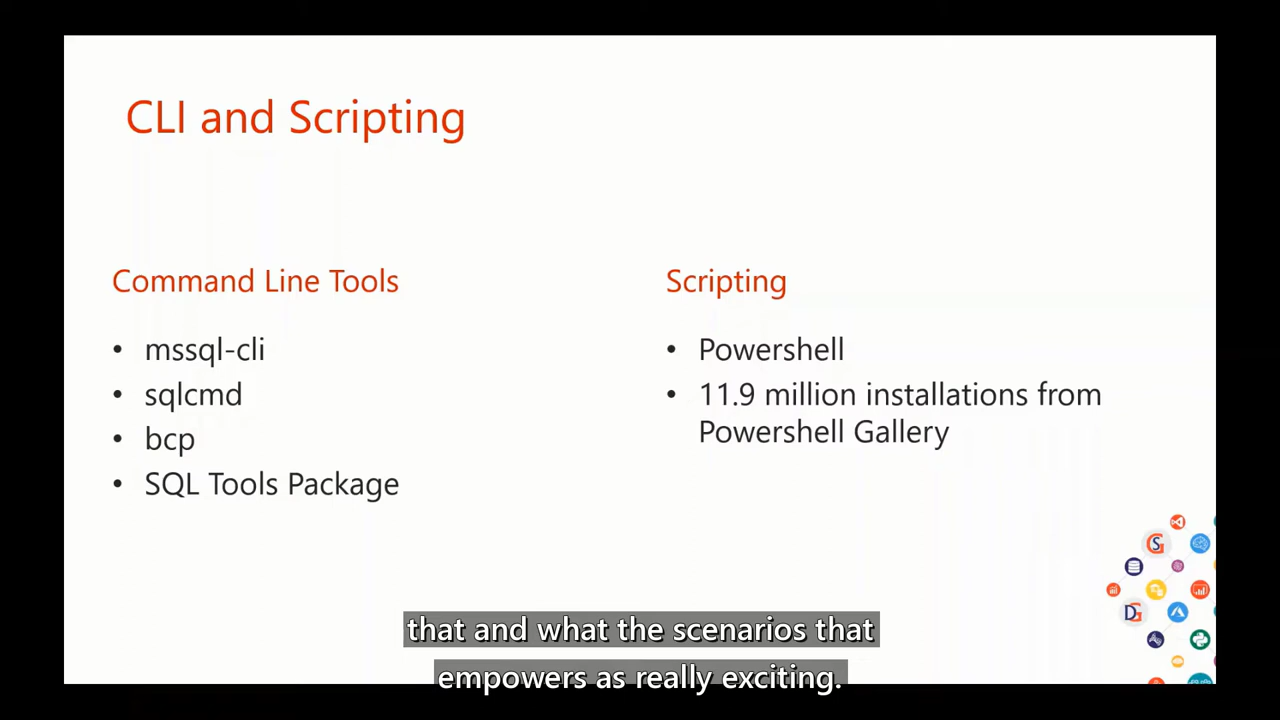 CLI and Scripting
Command Line Tools
• mssql-cli
• sqlcmd
• bcp
• SQL Tools Package
Scripting
• Powershell
• 11.9 million installations from
Powershell Gallery
S
G
D
G
that and what the scenarios that
empowers as really exciting.